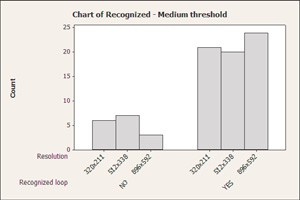 Chart of Recognized - Medium threshold
25
20
15
10
5
0
Count
Resolution
320x211
512x338
896x592
320x211
512x338
896x592
Recognized loop
NO
YES